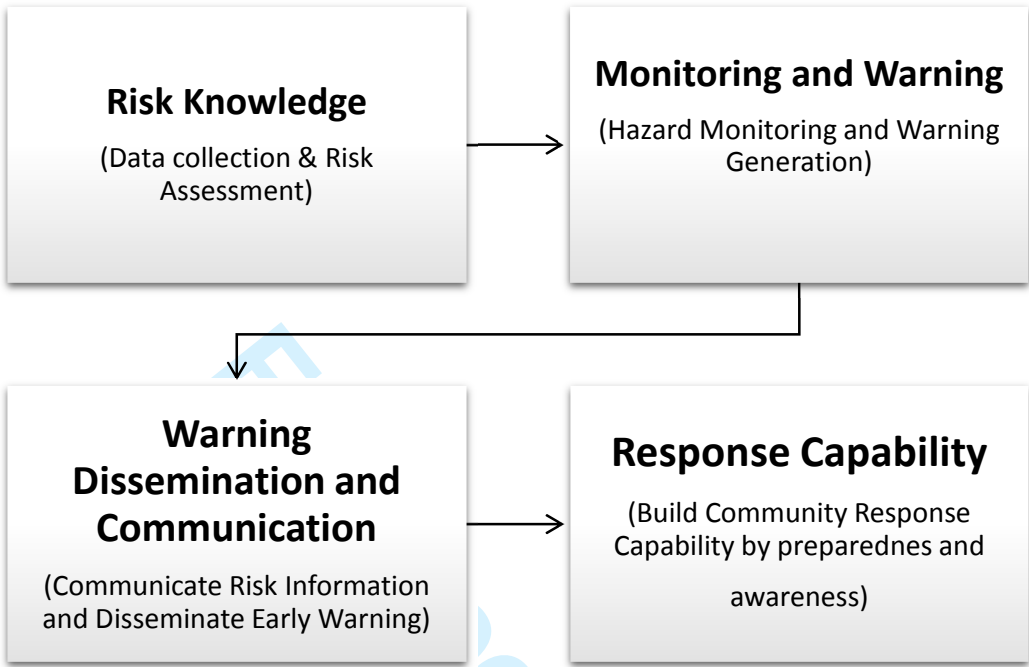 Risk Knowledge
(Data collection & Risk
Assessment)
Monitoring and Warning
(Hazard Monitoring and Warning
Generation)
Warning
Dissemination and
Communication
(Communicate Risk Information
and Disseminate Early Warning)
Response Capability
(Build Community Response
Capability by preparednes and
awareness)